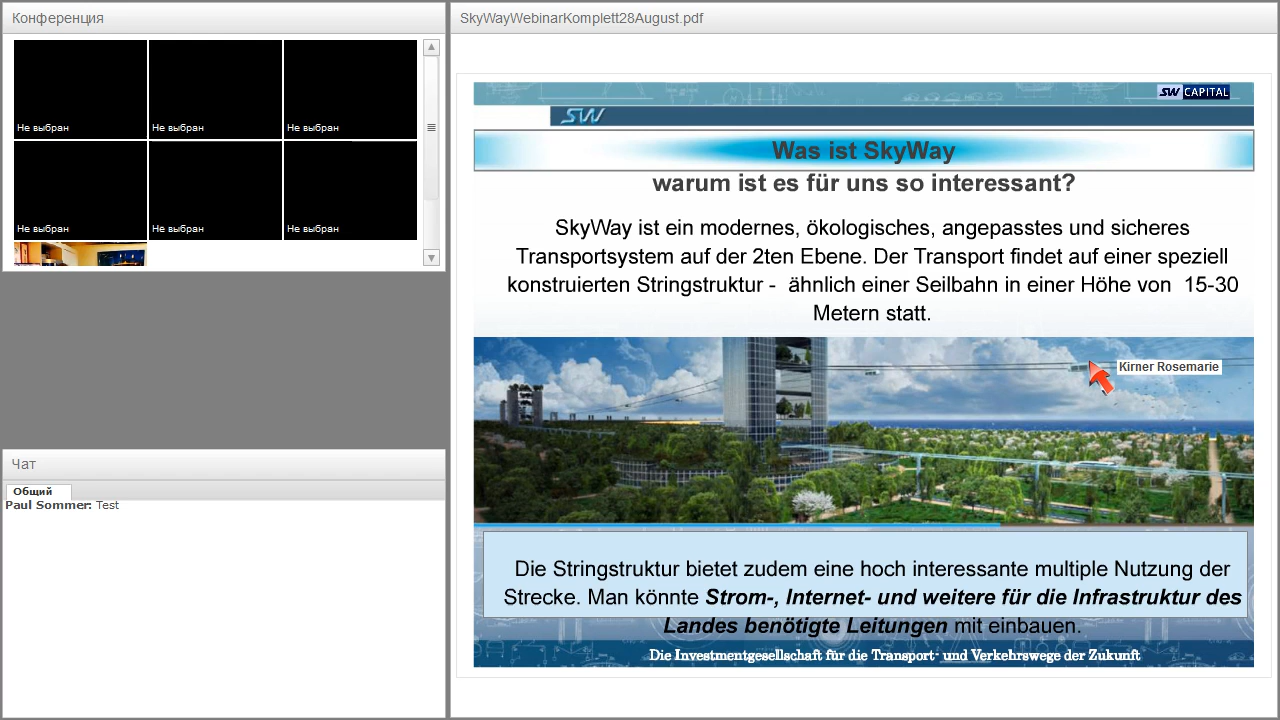 Конференция
Не выбран
Не выбран
Не выбран
Не выбран
Не выбран
Не выбран
Чат
Общий
Paul Sommer: Test
SkyWayWebinarKomplett28August.pdf
SW CAPITAL
SW
Was ist SkyWay
warum ist es für uns so interessant?
SkyWay ist ein modernes, ökologisches, angepasstes und sicheres
Transportsystem auf der 2ten Ebene. Der Transport findet auf einer speziell
konstruierten Stringstruktur - ähnlich einer Seilbahn in einer Höhe von 15-30
Metern statt.
Kirner Rosemarie
Die Stringstruktur bietet zudem eine hoch interessante multiple Nutzung der
Strecke. Man könnte Strom-, Internet- und weitere für die Infrastruktur des
Landes benötigte Leitungen mit einbauen.
Die Investmentgesellschaft für die Transport- und Verkehrswege der Zukunft